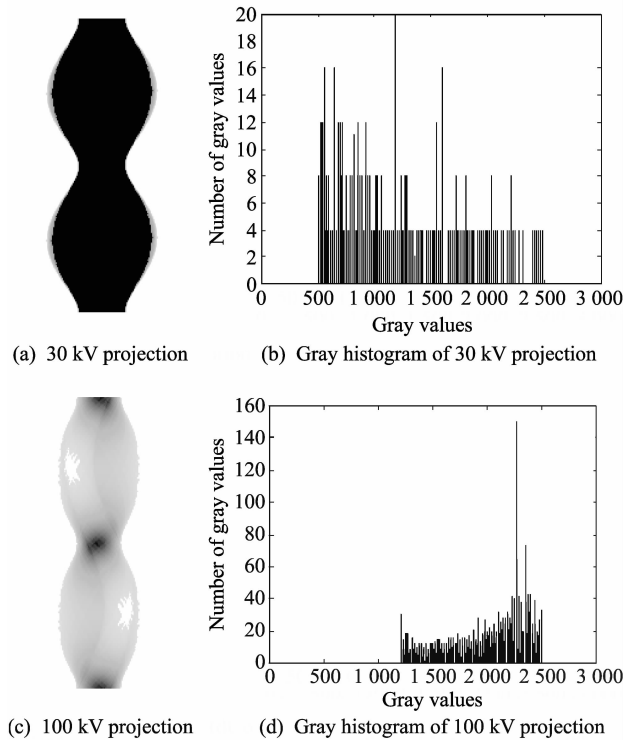 20
18
16
14
12
10
8
6
4
2
0
Number of gray values
0 500 1 000 1 500 2 000 2 500 3 000
Gray values
(a) 30 kV projection
(b) Gray histogram of 30 kV projection
160
140
120
100
80
60
40
20
0
Number of gray values
0 500 1 000 1 500 2 000 2 500 3 000
Gray values
(c) 100 kV projection
(d) Gray histogram of 100 kV projection